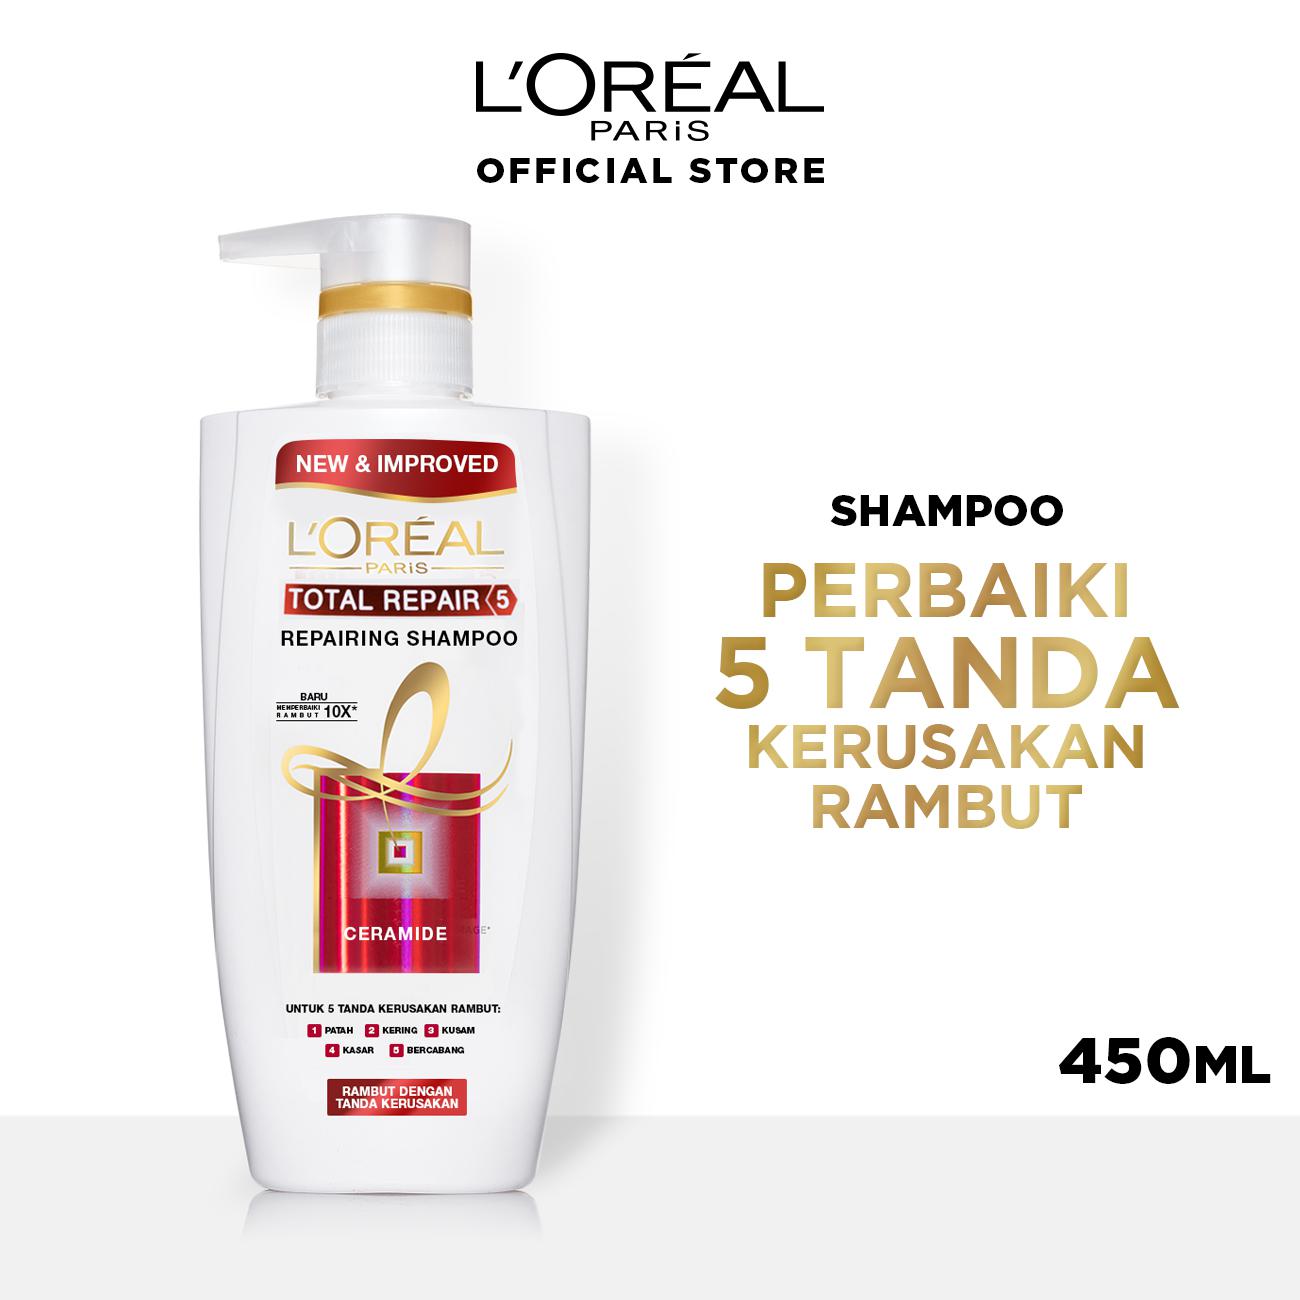 L'ORÉAL
PARiS
OFFICIAL STORE
NEW & IMPROVED
L'ORÉAL
PARiS
TOTAL REPAIR 5
REPAIRING SHAMPOO
BARU
MEMPERBAIKI
RAMBUT 10X*
CERAMIDE
UNTUK 5 TANDA KERUSAKAN RAMBUT:
1 PATAH 2 KERING 3 KUSAM
4 KASAR 5 BERCABANG
RAMBUT DENGAN
TANDA KERUSAKAN
SHAMPOO
PERBAIKI
5 TANDA
KERUSAKAN
RAMBUT
450ML